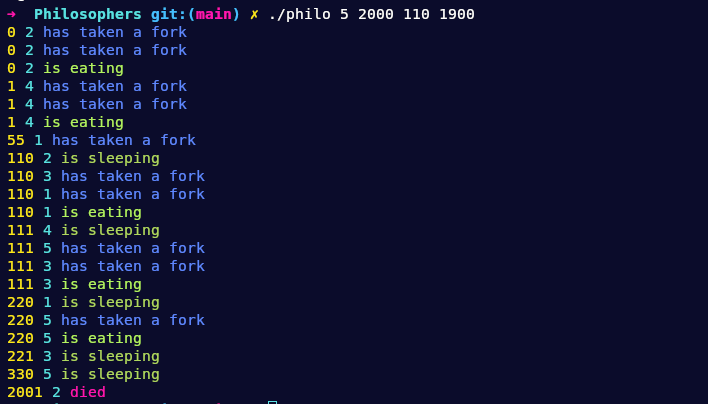 → Philosophers git:(main) ✗ ./philo 5 2000 110 1900
0 2 has taken a fork
0 2 has taken a fork
0 2 is eating
1 4 has taken a fork
1 4 has taken a fork
1 4 is eating
55 1 has taken a fork
110 2 is sleeping
110 3 has taken a fork
110 1 has taken a fork
110 1 is eating
111 4 is sleeping
111 5 has taken a fork
111 3 has taken a fork
111 3 is eating
220 1 is sleeping
220 5 has taken a fork
220 5 is eating
221 3 is sleeping
330 5 is sleeping
2001 2 died